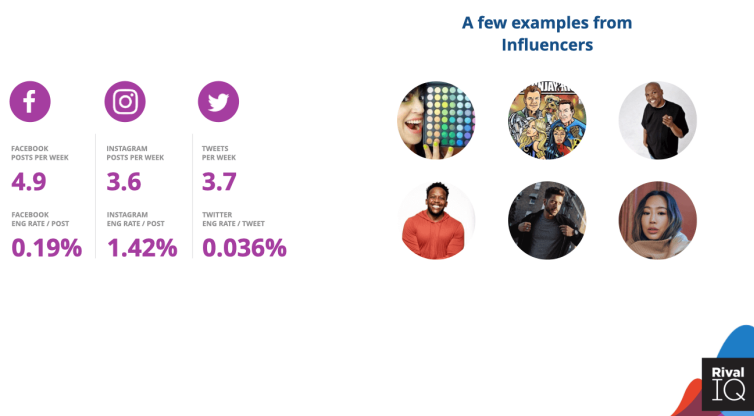 A few examples from
Influencers
FACEBOOK
POSTS PER WEEK
4.9
INSTAGRAM
POSTS PER WEEK
3.6
TWEETS
PER WEEK
3.7
FACEBOOK
ENG RATE / POST
0.19%
INSTAGRAM
ENG RATE / POST
1.42%
TWITTER
ENG RATE / TWEET
0.036%
Rival
IQ